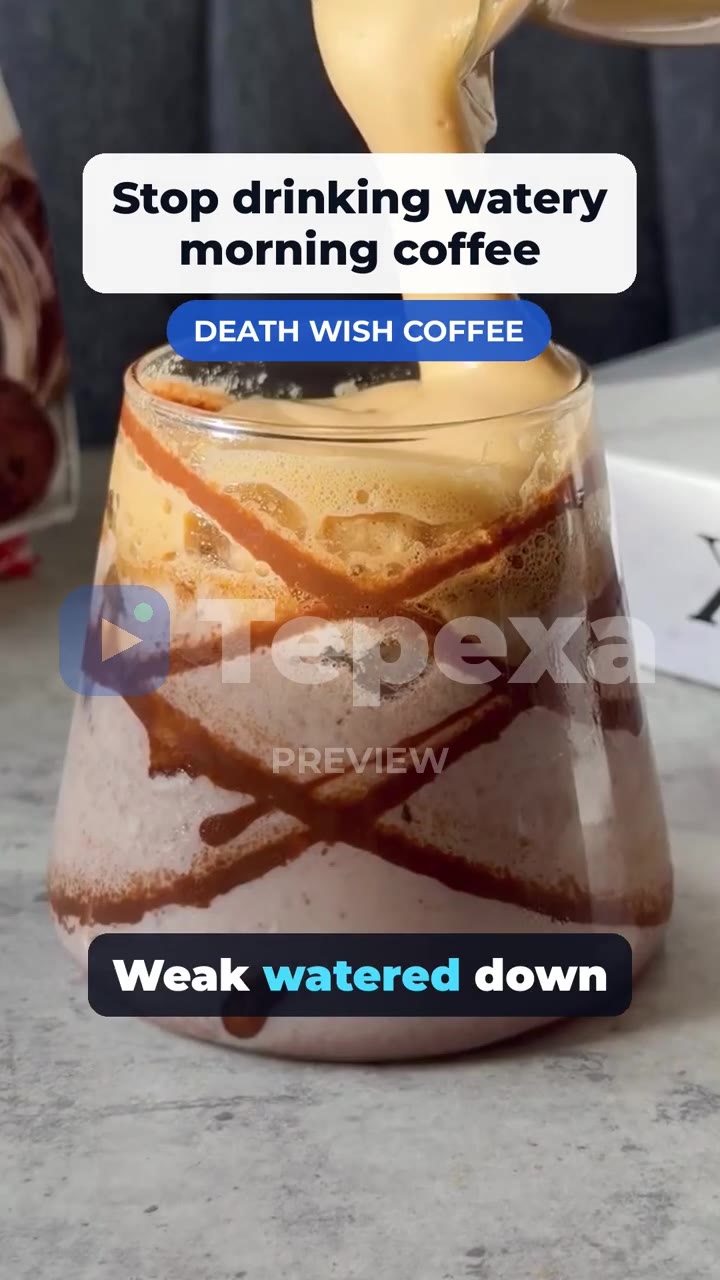 Stop drinking watery
morning coffee
DEATH WISH COFFEE
Tepexa
PREVIEW
Weak watered down